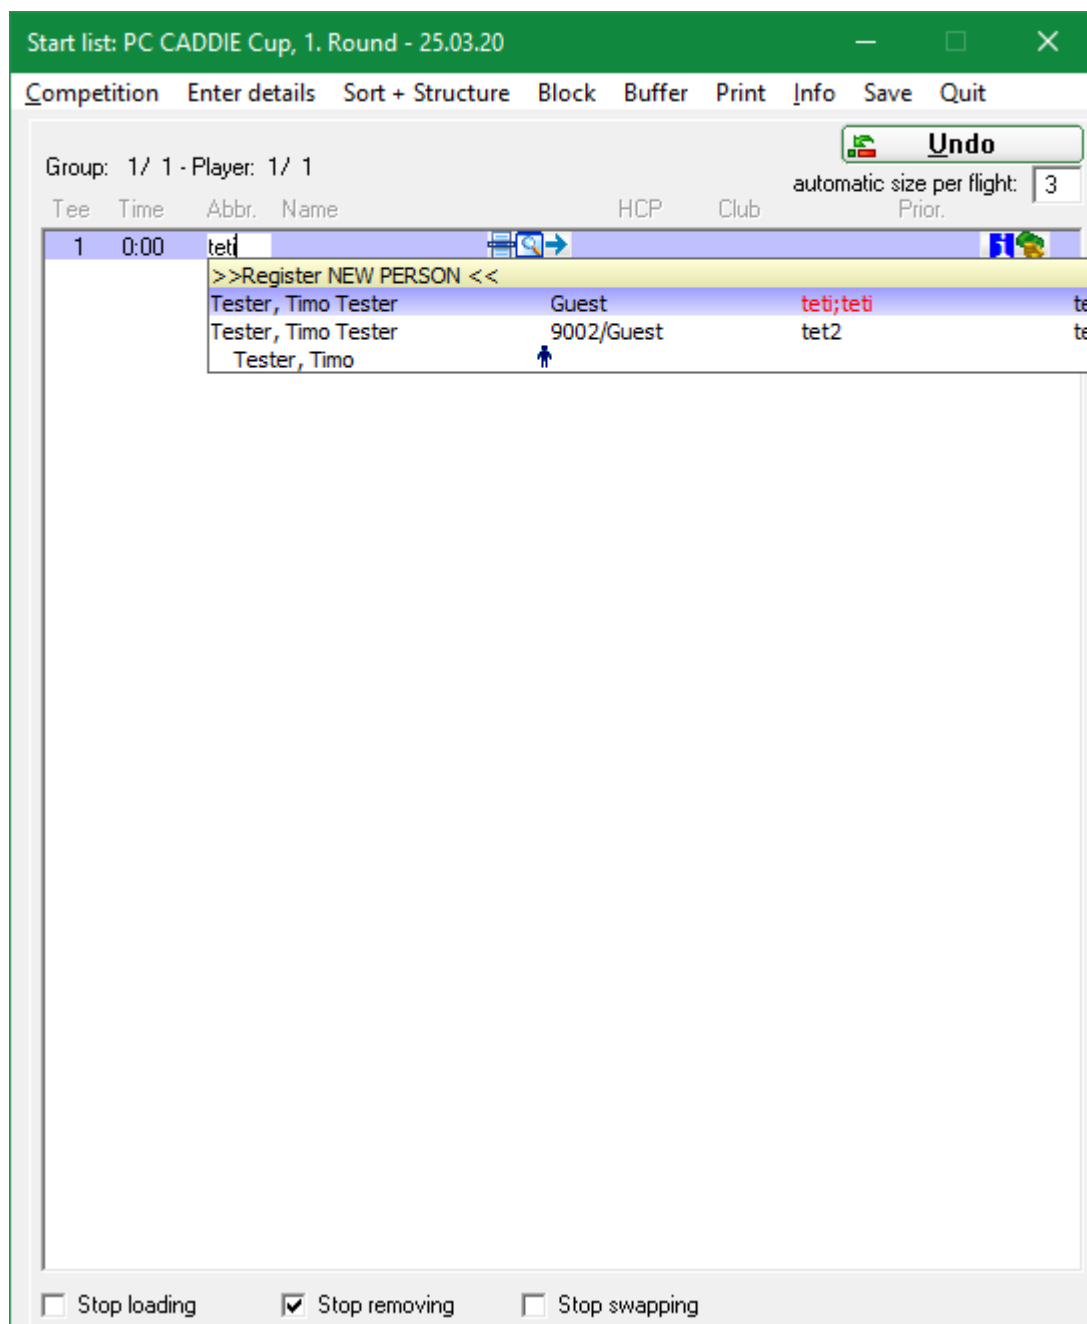 Start list: PC CADDIE Cup, 1. Round - 25.03.20
Competition Enter details Sort + Structure Block Buffer Print Info Save Quit
Undo
Group: 1/ 1 - Player: 1/ 1
automatic size per flight: 3
Tee Time Abbr. Name HCP Club Prior.
1 0:00 teti
>>Register NEW PERSON <<
Tester, Timo Tester Guest teti;teti te
Tester, Timo Tester 9002/Guest tet2 te
Tester, Timo
Stop loading Stop removing Stop swapping